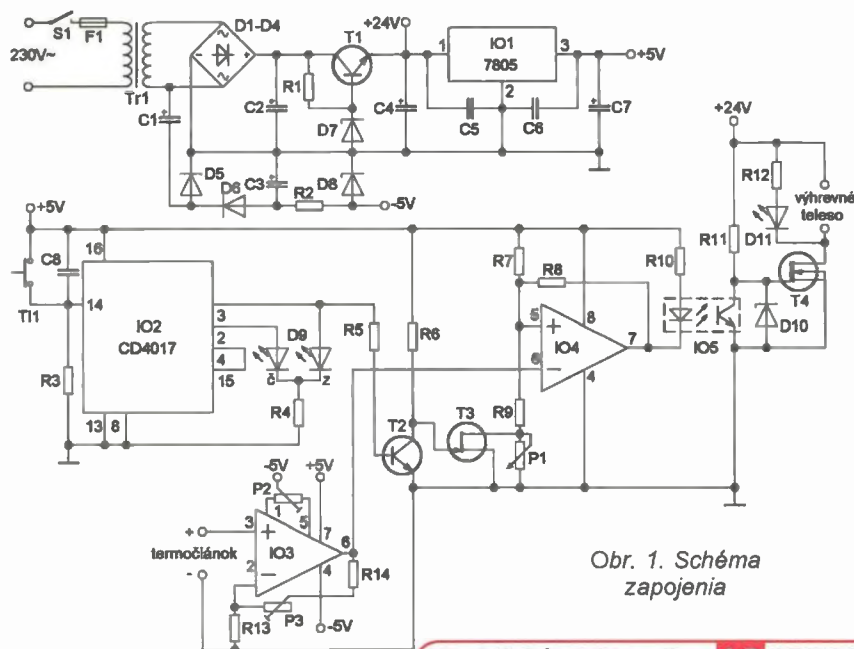 S1
F1
230V~
Tr1
D1-D4
T1
+24V
IO1
7805
1
3
2
+5V
R1
C1
C2
D7
C4
C5
C6
C7
D5
D6
C3
R2
D8
-5V
+24V
R12
výhrevné
teleso
R11
D11
T4
D10
+5V
C8
16
14
Tl1
IO2
CD4017
3
2
4
15
R3
13
8
D9
č
z
R4
R5
R6
T2
T3
R7
R8
5
6
+
−
IO4
8
7
4
R9
P1
R10
IO5
-5V
+5V
P2
1
5
3
+
2
−
IO3
7
6
4
-5V
+
termočlánok
-
R13
P3
R14
Obr. 1. Schéma
zapojenia